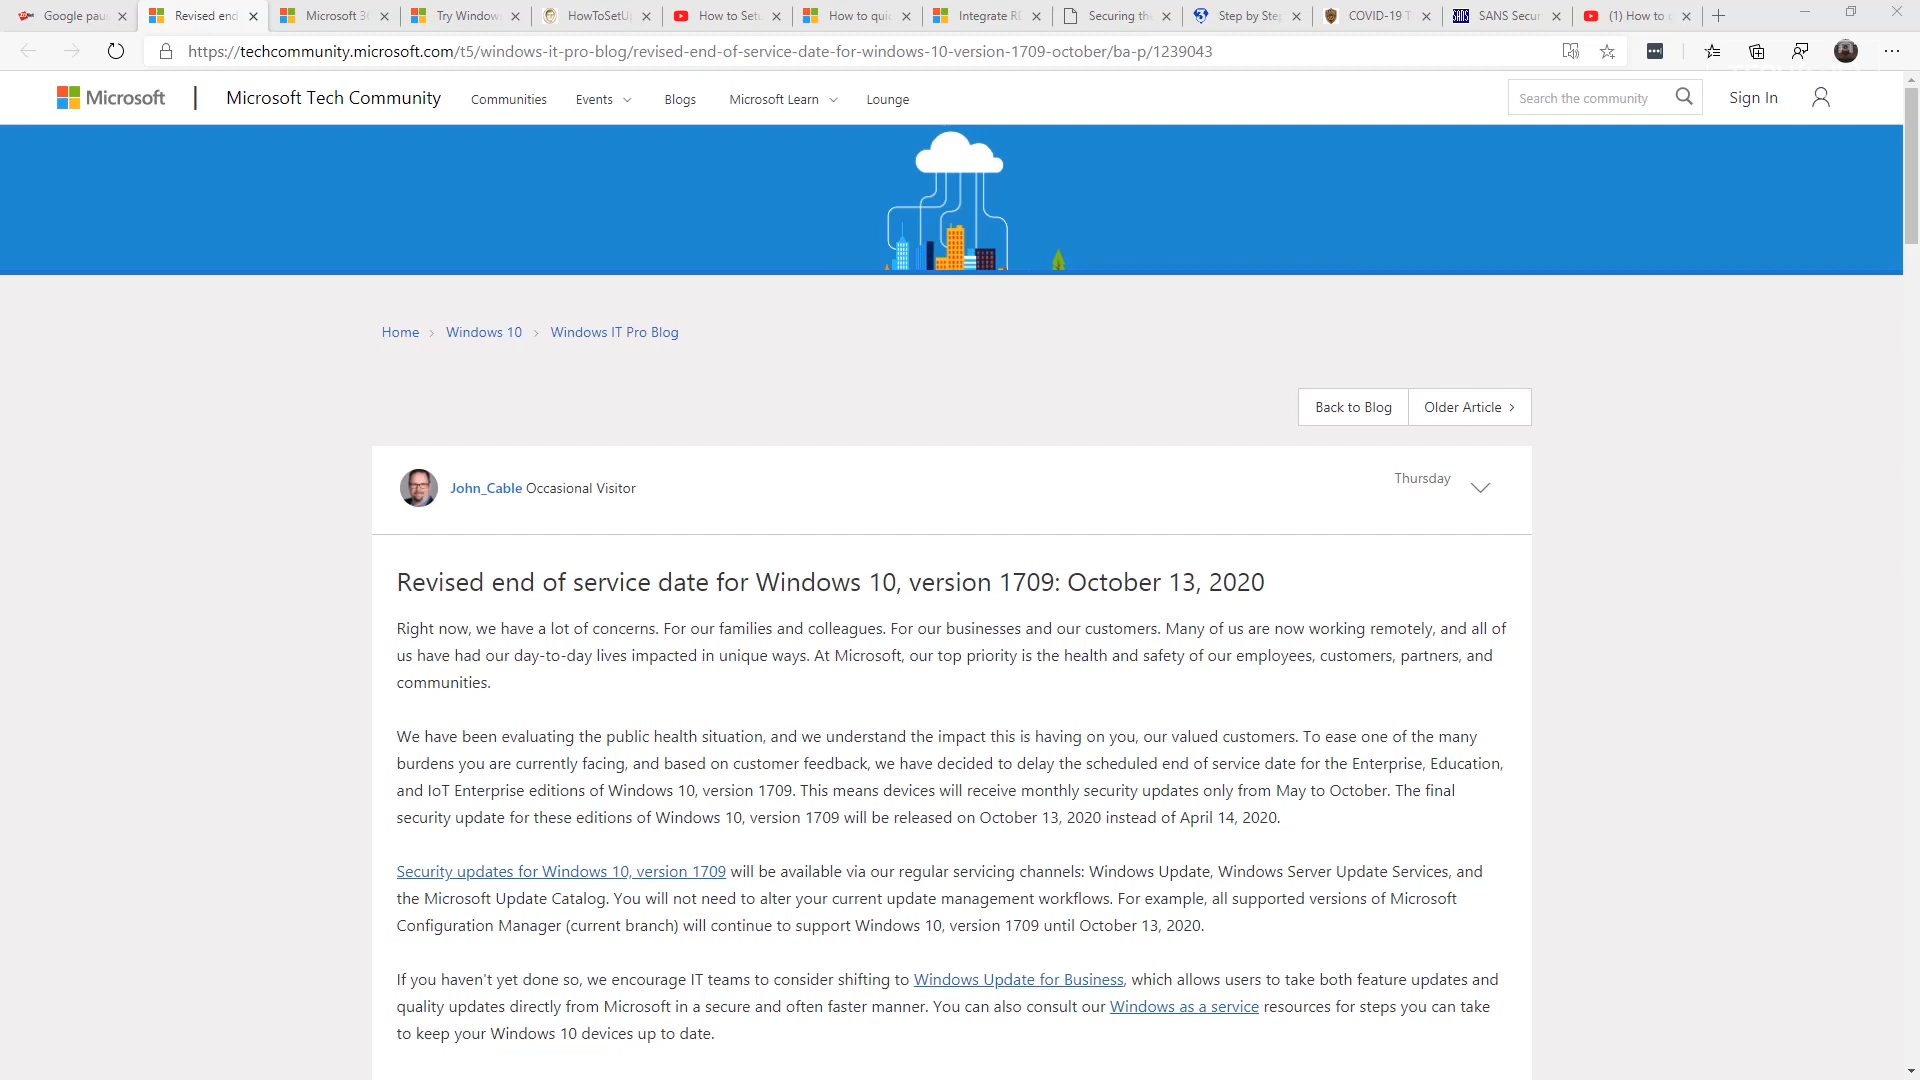 Google pau
Revised end
Microsoft 36
Try Window
HowToSetU
How to Setu
How to quic
Integrate R
Securing the
Step by Step
COVID-19 T
SANS Secur
(1) How to
https://techcommunity.microsoft.com/t5/windows-it-pro-blog/revised-end-of-service-date-for-windows-10-version-1709-october/ba-p/1239043
Microsoft | Microsoft Tech Community Communities Events Blogs Microsoft Learn Lounge Search the community Sign In
Home > Windows 10 > Windows IT Pro Blog
Back to Blog Older Article >
John_Cable Occasional Visitor Thursday
Revised end of service date for Windows 10, version 1709: October 13, 2020
Right now, we have a lot of concerns. For our families and colleagues. For our businesses and our customers. Many of us are now working remotely, and all of
us have had our day-to-day lives impacted in unique ways. At Microsoft, our top priority is the health and safety of our employees, customers, partners, and
communities.
We have been evaluating the public health situation, and we understand the impact this is having on you, our valued customers. To ease one of the many
burdens you are currently facing, and based on customer feedback, we have decided to delay the scheduled end of service date for the Enterprise, Education,
and IoT Enterprise editions of Windows 10, version 1709. This means devices will receive monthly security updates only from May to October. The final
security update for these editions of Windows 10, version 1709 will be released on October 13, 2020 instead of April 14, 2020.
Security updates for Windows 10, version 1709 will be available via our regular servicing channels: Windows Update, Windows Server Update Services, and
the Microsoft Update Catalog. You will not need to alter your current update management workflows. For example, all supported versions of Microsoft
Configuration Manager (current branch) will continue to support Windows 10, version 1709 until October 13, 2020.
If you haven't yet done so, we encourage IT teams to consider shifting to Windows Update for Business, which allows users to take both feature updates and
quality updates directly from Microsoft in a secure and often faster manner. You can also consult our Windows as a service resources for steps you can take
to keep your Windows 10 devices up to date.